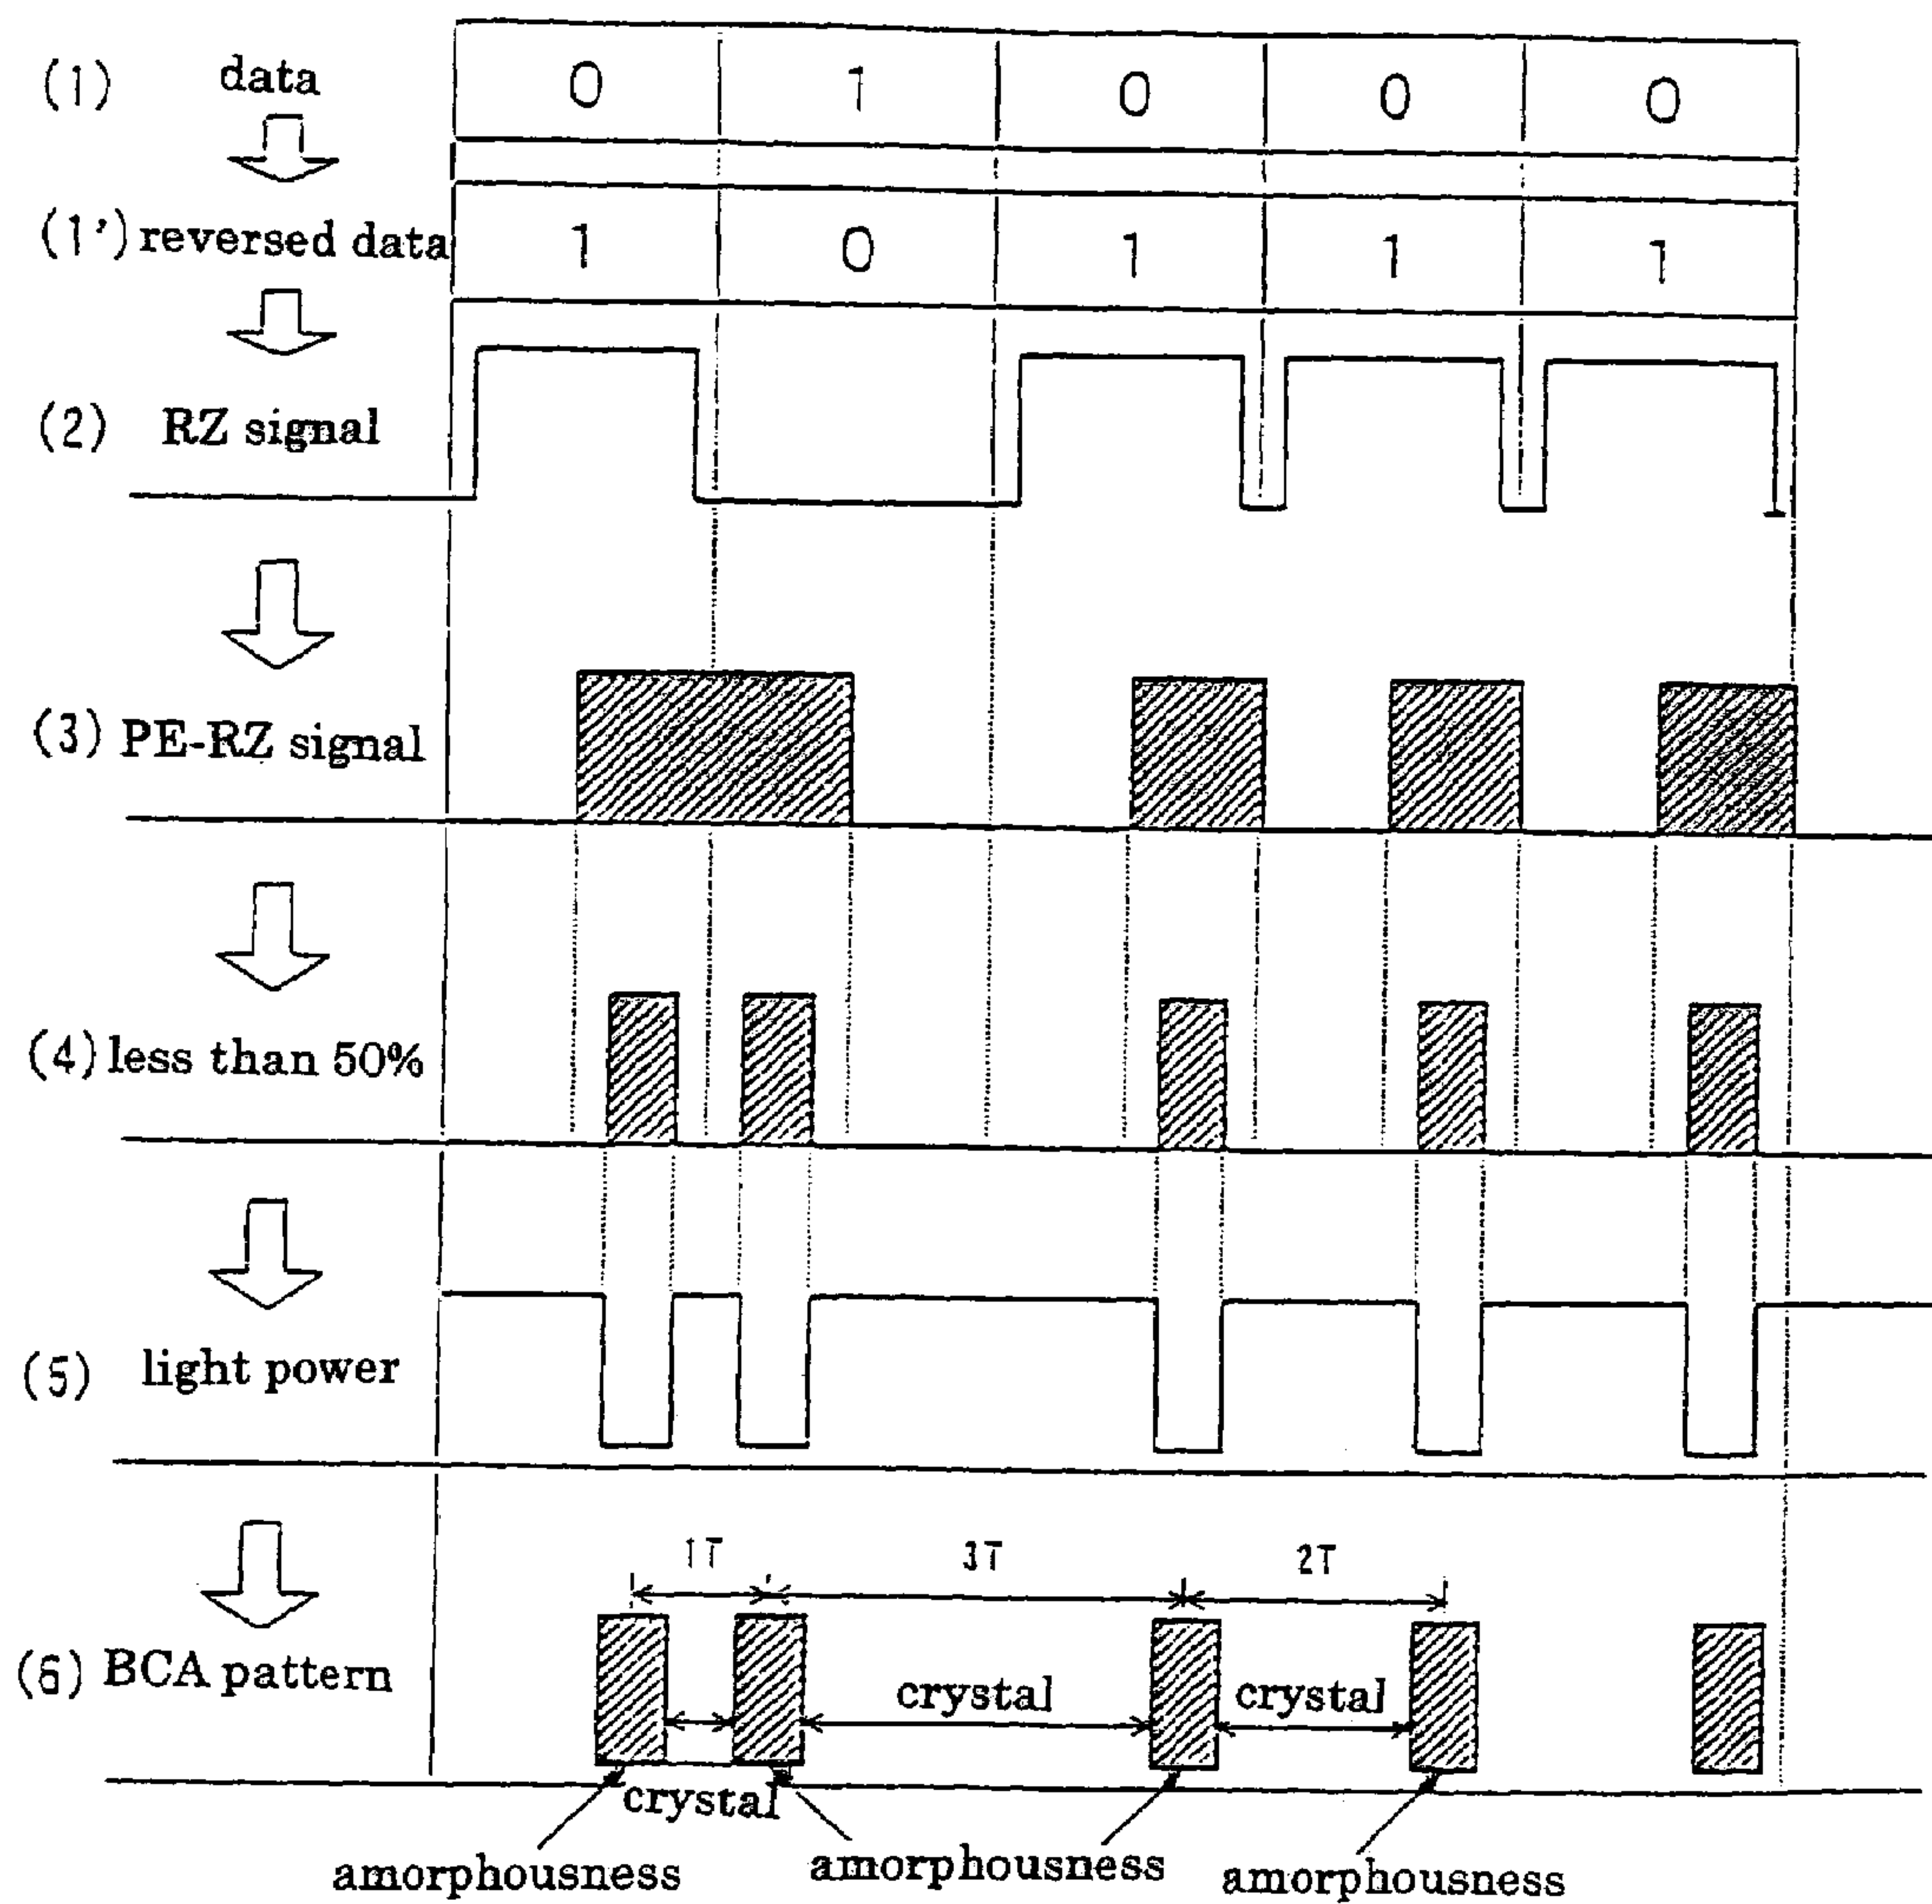 (1) data 0 1 0 0 0
(1') reversed data 1 0 1 1 1
(2) RZ signal
(3) PE-RZ signal
(4) less than 50%
(5) light power
1T 3T 2T
(6) BCA pattern
crystal crystal
crystal
amorphousness amorphousness amorphousness